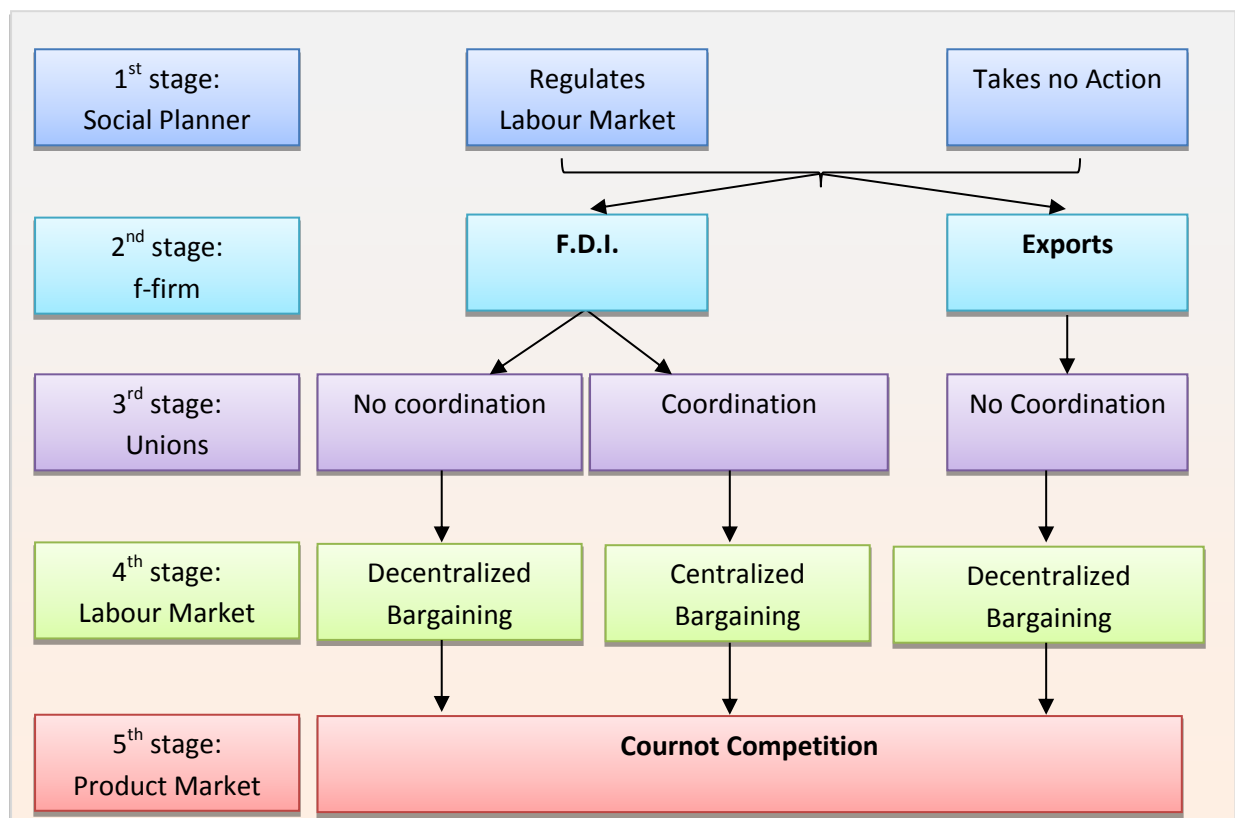 1st stage:
Social Planner
Regulates
Labour Market
Takes no Action
2nd stage:
f-firm
F.D.I.
Exports
3rd stage:
Unions
No coordination
Coordination
No Coordination
4th stage:
Labour Market
Decentralized
Bargaining
Centralized
Bargaining
Decentralized
Bargaining
5th stage:
Product Market
Cournot Competition